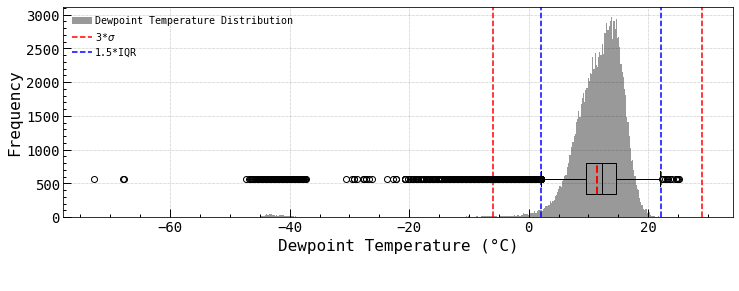 3000
2500
2000
1500
1000
500
0
Frequency
Dewpoint Temperature Distribution
3*σ
1.5*IQR
−60 −40 −20 0 20
Dewpoint Temperature (°C)